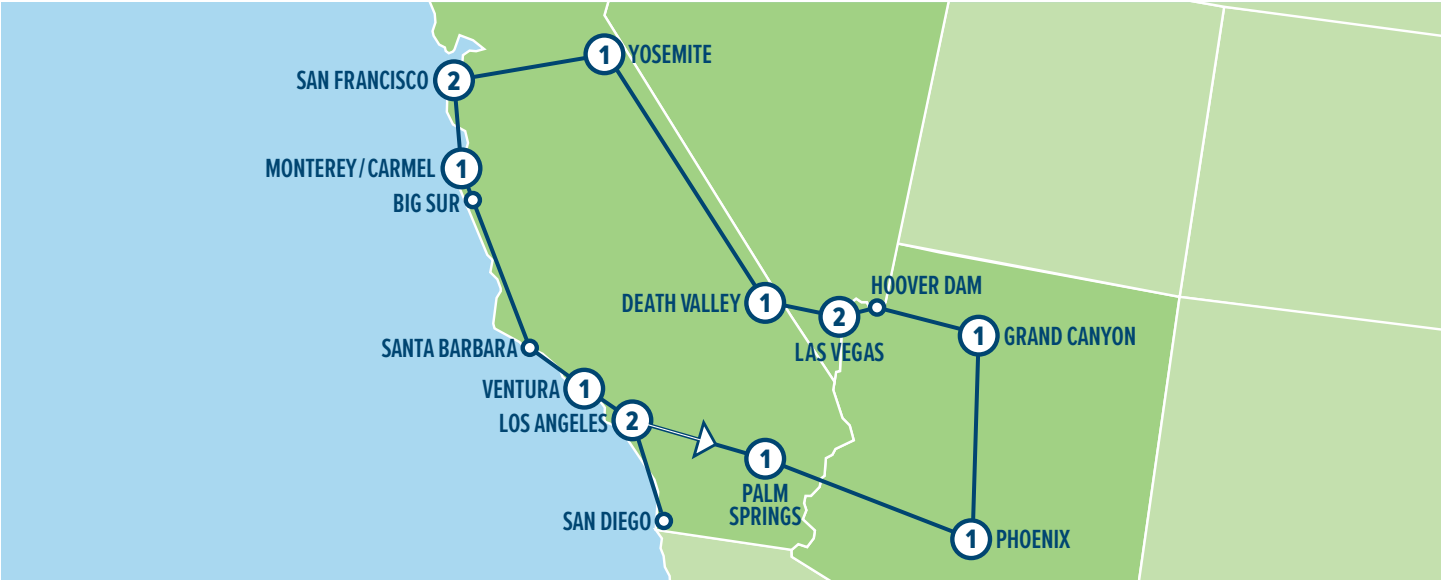 1 YOSEMITE
SAN FRANCISCO 2
MONTEREY / CARMEL 1
BIG SUR
HOOVER DAM
DEATH VALLEY 1
2
LAS VEGAS
1 GRAND CANYON
SANTA BARBARA
VENTURA 1
LOS ANGELES 2
1
PALM
SPRINGS
SAN DIEGO
1 PHOENIX